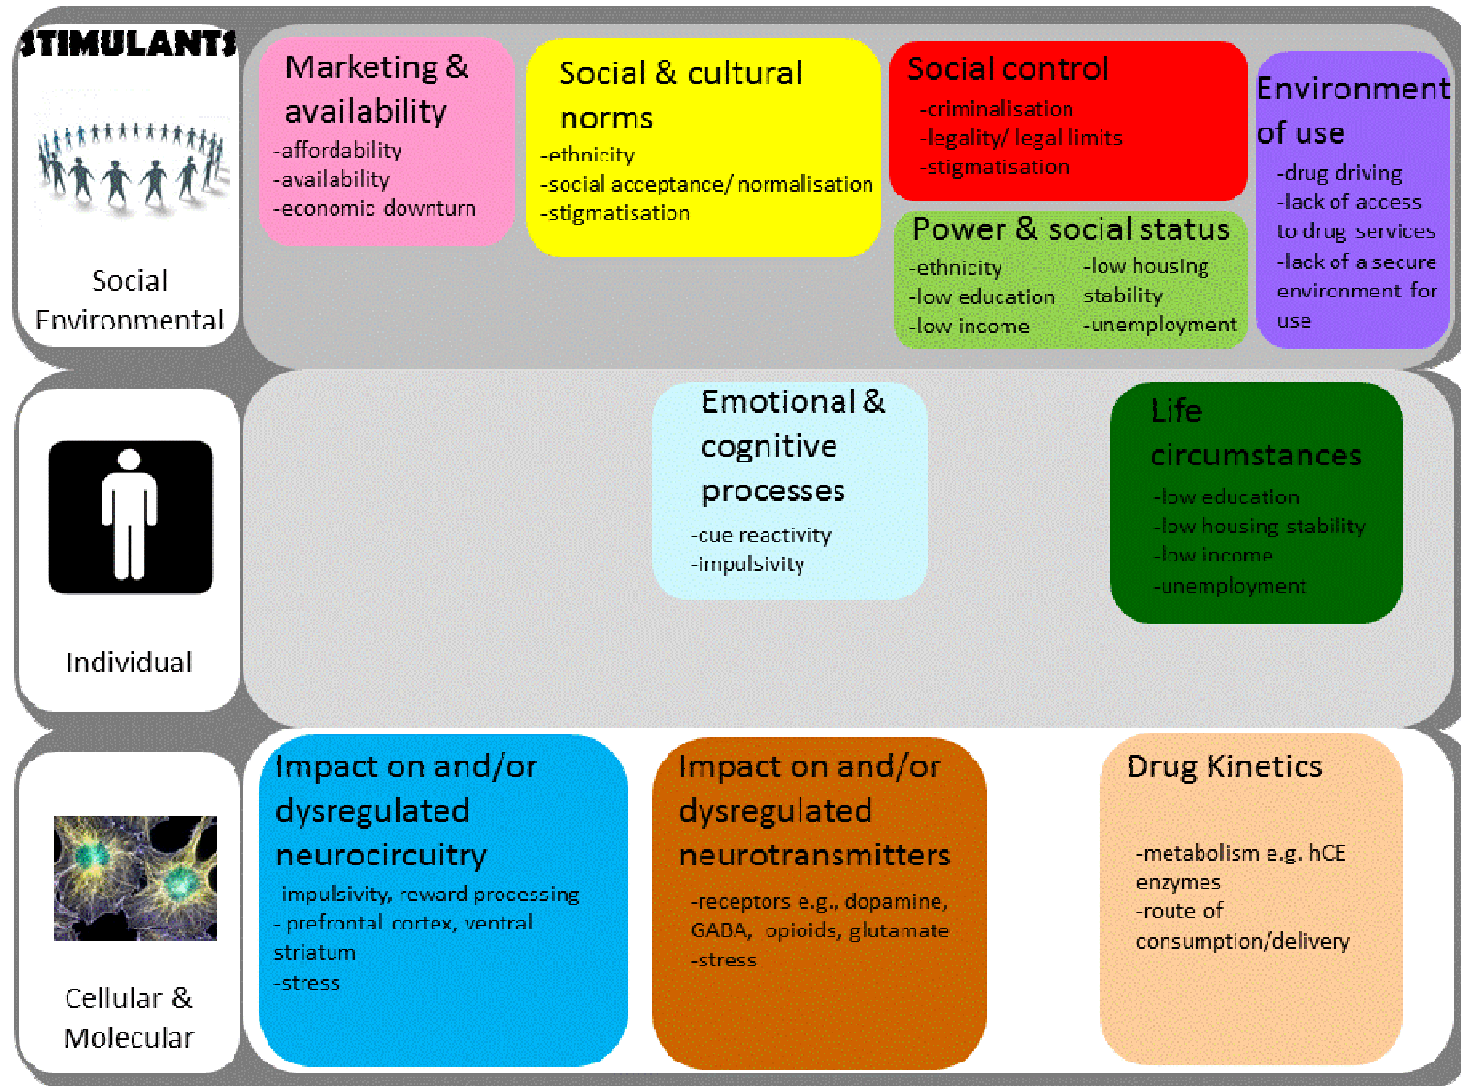 STIMULANTS
Social
Environmental
Marketing &
availability
-affordability
-availability
-economic downturn
Social & cultural
norms
-ethnicity
-social acceptance/ normalisation
-stigmatisation
Social control
-criminalisation
-legality/ legal limits
-stigmatisation
Power & social status
-ethnicity
-low education
-low income
-low housing
stability
-unemployment
Environment
of use
-drug driving
-lack of access
to drug services
-lack of a secure
environment for
use
Individual
Emotional &
cognitive
processes
-cue reactivity
-impulsivity
Life
circumstances
-low education
-low housing stability
-low income
-unemployment
Cellular &
Molecular
Impact on and/or
dysregulated
neurocircuitry
impulsivity, reward processing
- prefrontal cortex, ventral
striatum
-stress
Impact on and/or
dysregulated
neurotransmitters
-receptors e.g., dopamine,
GABA, opioids, glutamate
-stress
Drug Kinetics
-metabolism e.g. hCE
enzymes
-route of
consumption/delivery